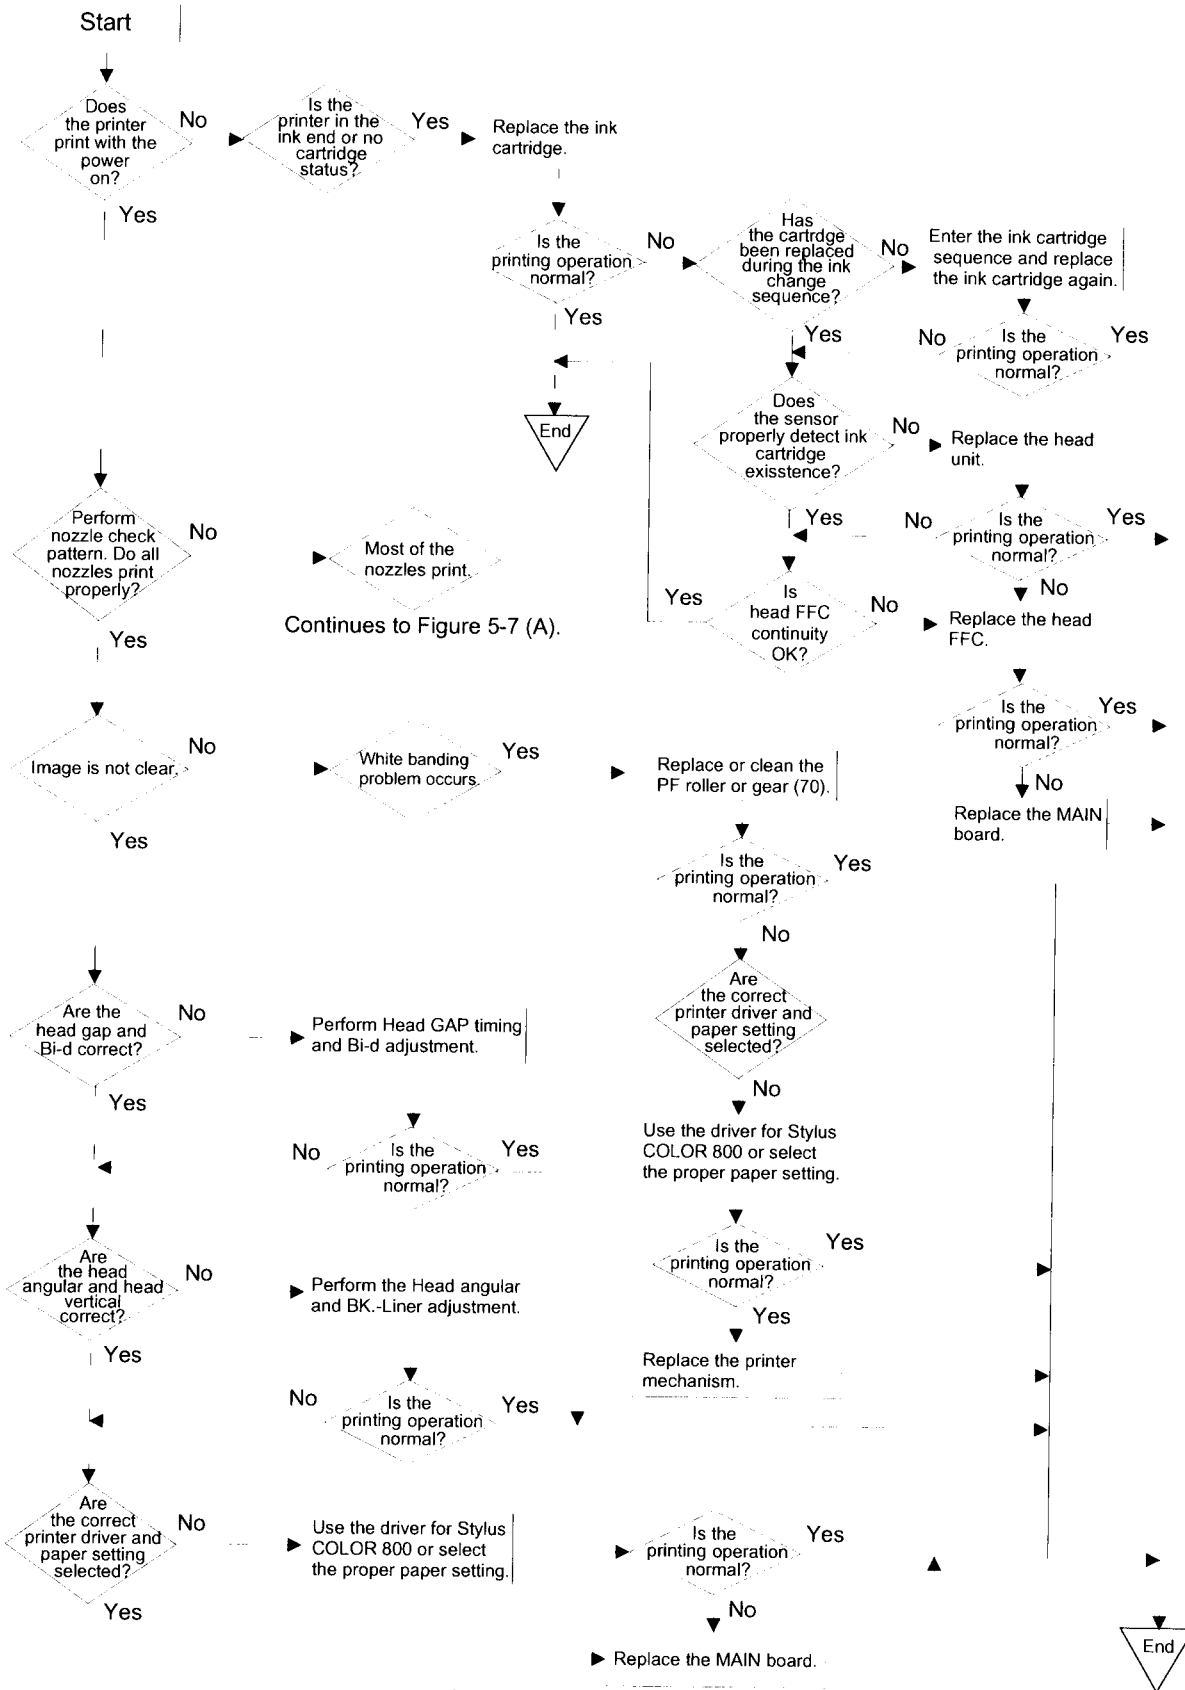 Start
Does
the printer
print with the
power
on?
No
Is the
printer in the
ink end or no
cartridge
status?
Yes
Replace the ink
cartridge.
Yes
Is the
printing operation
normal?
No
Has
the cartrdge
been replaced
during the ink
change
sequence?
No
Enter the ink cartridge
sequence and replace
the ink cartridge again.
Yes
Yes
No
Is the
printing operation
normal?
Yes
End
Does
the sensor
properly detect ink
cartridge
exisstence?
No
Replace the head
unit.
Yes
No
Is the
printing operation
normal?
Yes
No
Perform
nozzle check
pattern. Do all
nozzles print
properly?
No
Most of the
nozzles print.
Continues to Figure 5-7 (A).
Yes
Yes
Is
head FFC
continuity
OK?
No
Replace the head
FFC.
Is the
printing operation
normal?
Yes
No
Replace the MAIN
board.
Image is not clear.
No
White banding
problem occurs.
Yes
Replace or clean the
PF roller or gear (70).
Yes
Is the
printing operation
normal?
Yes
No
Are
the correct
printer driver and
paper setting
selected?
No
Are the
head gap and
Bi-d correct?
No
Perform Head GAP timing
and Bi-d adjustment.
Yes
No
Is the
printing operation
normal?
Yes
Use the driver for Stylus
COLOR 800 or select
the proper paper setting.
Is the
printing operation
normal?
Yes
Yes
Replace the printer
mechanism.
Are
the head
angular and head
vertical
correct?
No
Perform the Head angular
and BK.-Liner adjustment.
Yes
No
Is the
printing operation
normal?
Yes
Are
the correct
printer driver and
paper setting
selected?
No
Use the driver for Stylus
COLOR 800 or select
the proper paper setting.
Is the
printing operation
normal?
Yes
Yes
No
Replace the MAIN board.
End